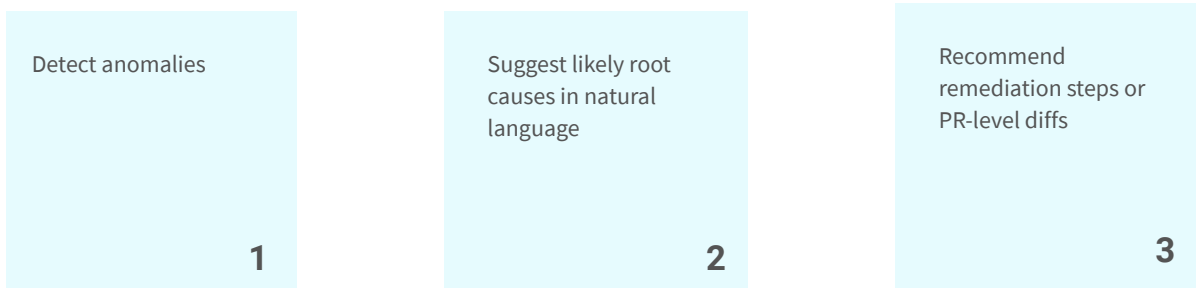 Detect anomalies
1
Suggest likely root
causes in natural
language
2
Recommend
remediation steps or
PR-level diffs
3